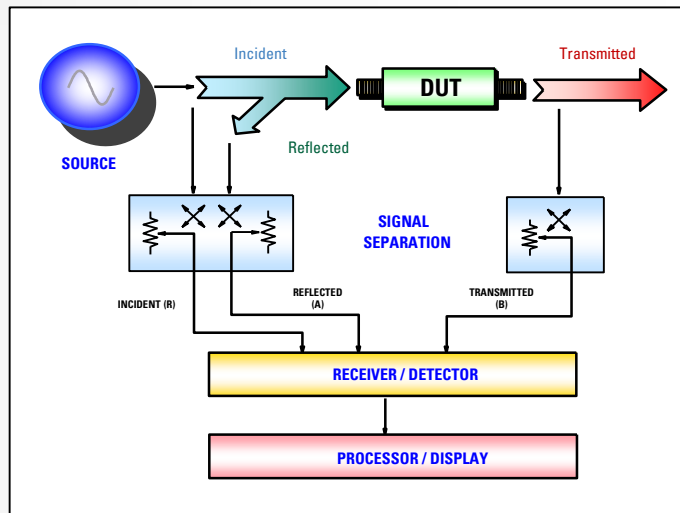 Incident
Transmitted
DUT
Reflected
SOURCE
SIGNAL
SEPARATION
INCIDENT (R)
REFLECTED
(A)
TRANSMITTED
(B)
RECEIVER / DETECTOR
PROCESSOR / DISPLAY